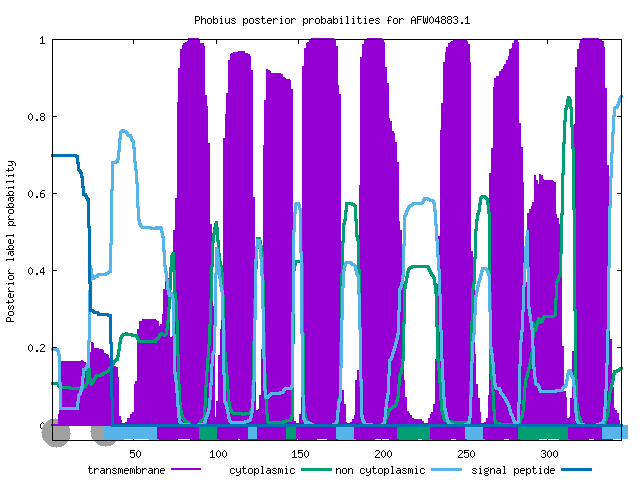 Phobius posterior probabilities for AFW04883.1
Posterior label probability
1
0.8
0.6
0.4
0.2
0
50 100 150 200 250 300
transmembrane cytoplasmic non cytoplasmic signal peptide